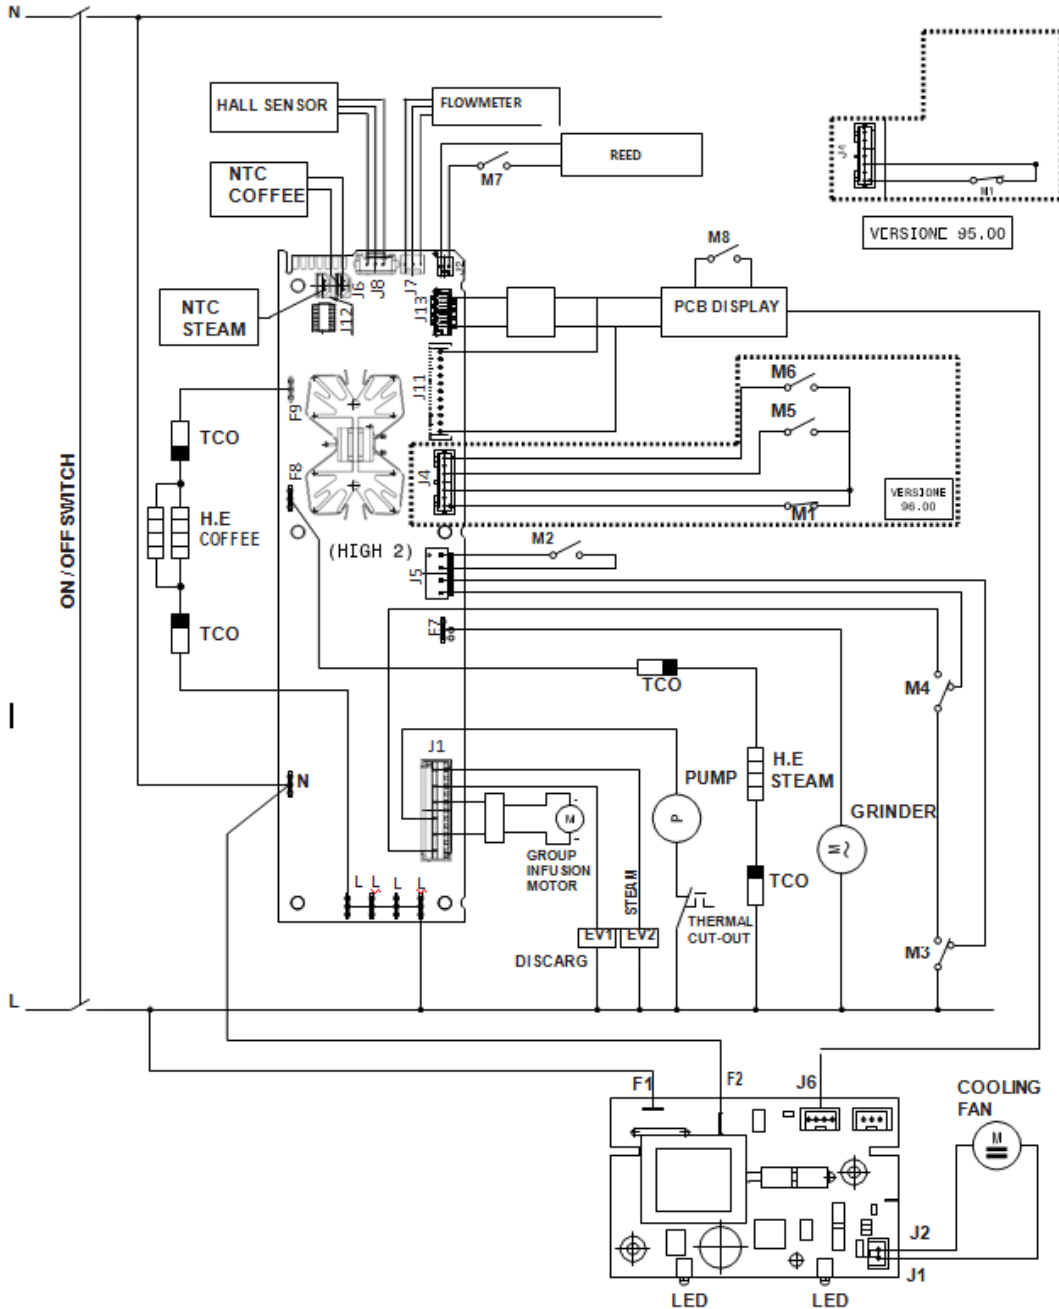 N
HALL SENSOR
FLOWMETER
REED
M7
NTC
COFFEE
J4
M1
VERSIONE 95.00
M8
J6
J8
J7
J2
NTC
STEAM
J12
J13
PCB DISPLAY
J11
M6
M5
F9
TCO
F8
J4
VERSIONE
96.00
M1
ON / OFF SWITCH
H.E
COFFEE
(HIGH 2)
M2
J5
TCO
F7
TCO
M4
J1
N
PUMP
H.E
STEAM
P
M
GRINDER
M~
GROUP
INFUSION
MOTOR
L L L L
STEAM
TCO
THERMAL
CUT-OUT
EV1
EV2
DISCARG
M3
L
F1
F2
J6
COOLING
FAN
M
J2
J1
LED
LED